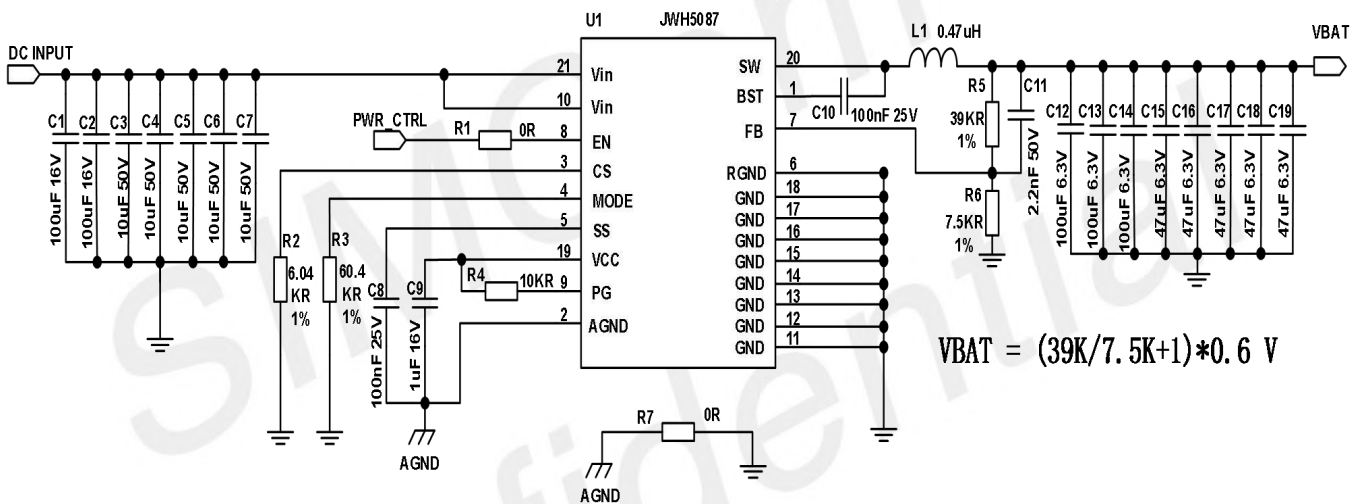 U1
JWH5087
DC INPUT
L1 0.47uH
VBAT
21
Vin
10
Vin
PWR_CTRL
R1
0R
8
EN
3
CS
4
MODE
5
SS
19
VCC
9
PG
2
AGND
SW
20
BST
1
FB
7
RGND
6
GND
18
GND
17
GND
16
GND
15
GND
14
GND
13
GND
12
GND
11
C1
100uF 16V
C2
100uF 16V
C3
10uF 50V
C4
10uF 50V
C5
10uF 50V
C6
10uF 50V
C7
10uF 50V
R2
6.04
KR
1%
R3
60.4
KR
1%
C8
100nF 25V
C9
1uF 16V
R4
10KR
AGND
C10
100nF 25V
R5
39KR
1%
C11
2.2nF 50V
R6
7.5KR
1%
C12
100uF 6.3V
C13
100uF 6.3V
C14
100uF 6.3V
C15
47uF 6.3V
C16
47uF 6.3V
C17
47uF 6.3V
C18
47uF 6.3V
C19
47uF 6.3V
VBAT = (39K/7.5K+1)*0.6 V
R7
0R
AGND